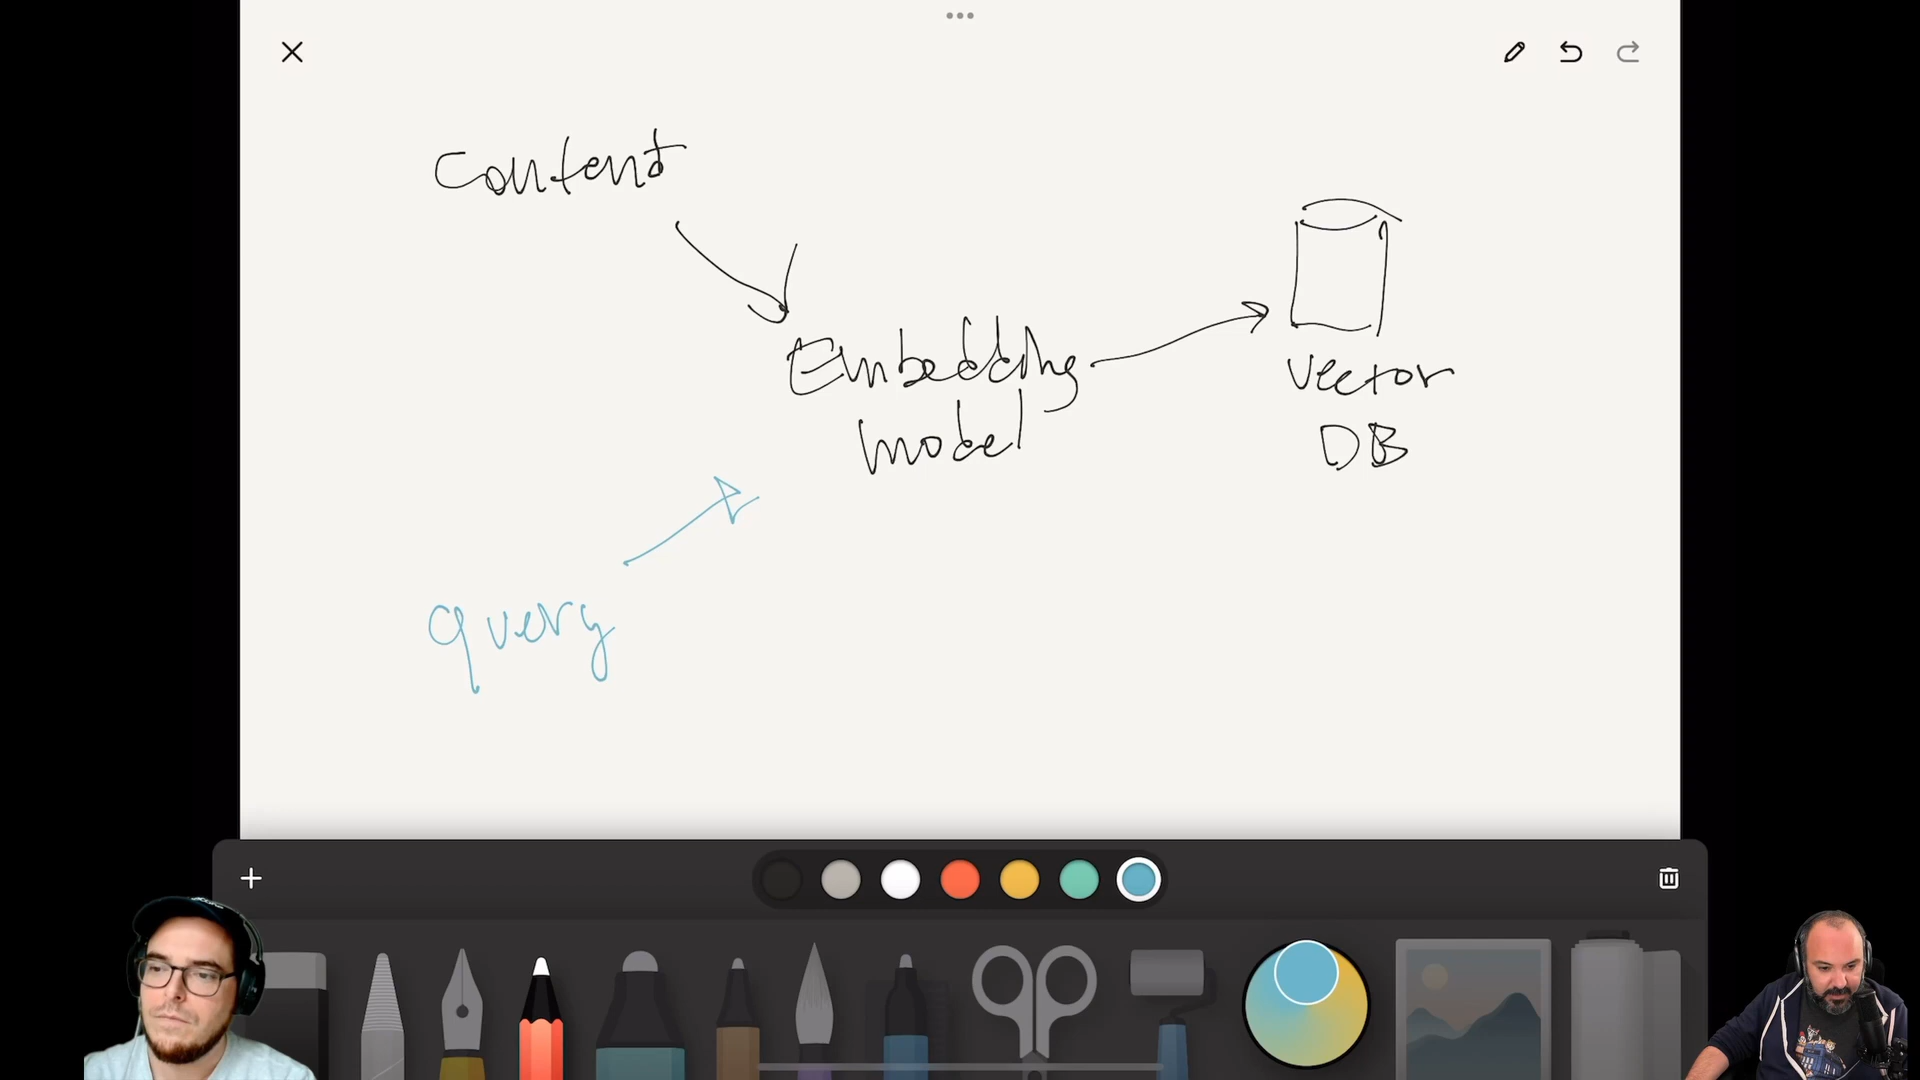 Content
Embedding
model
vector
DB
query